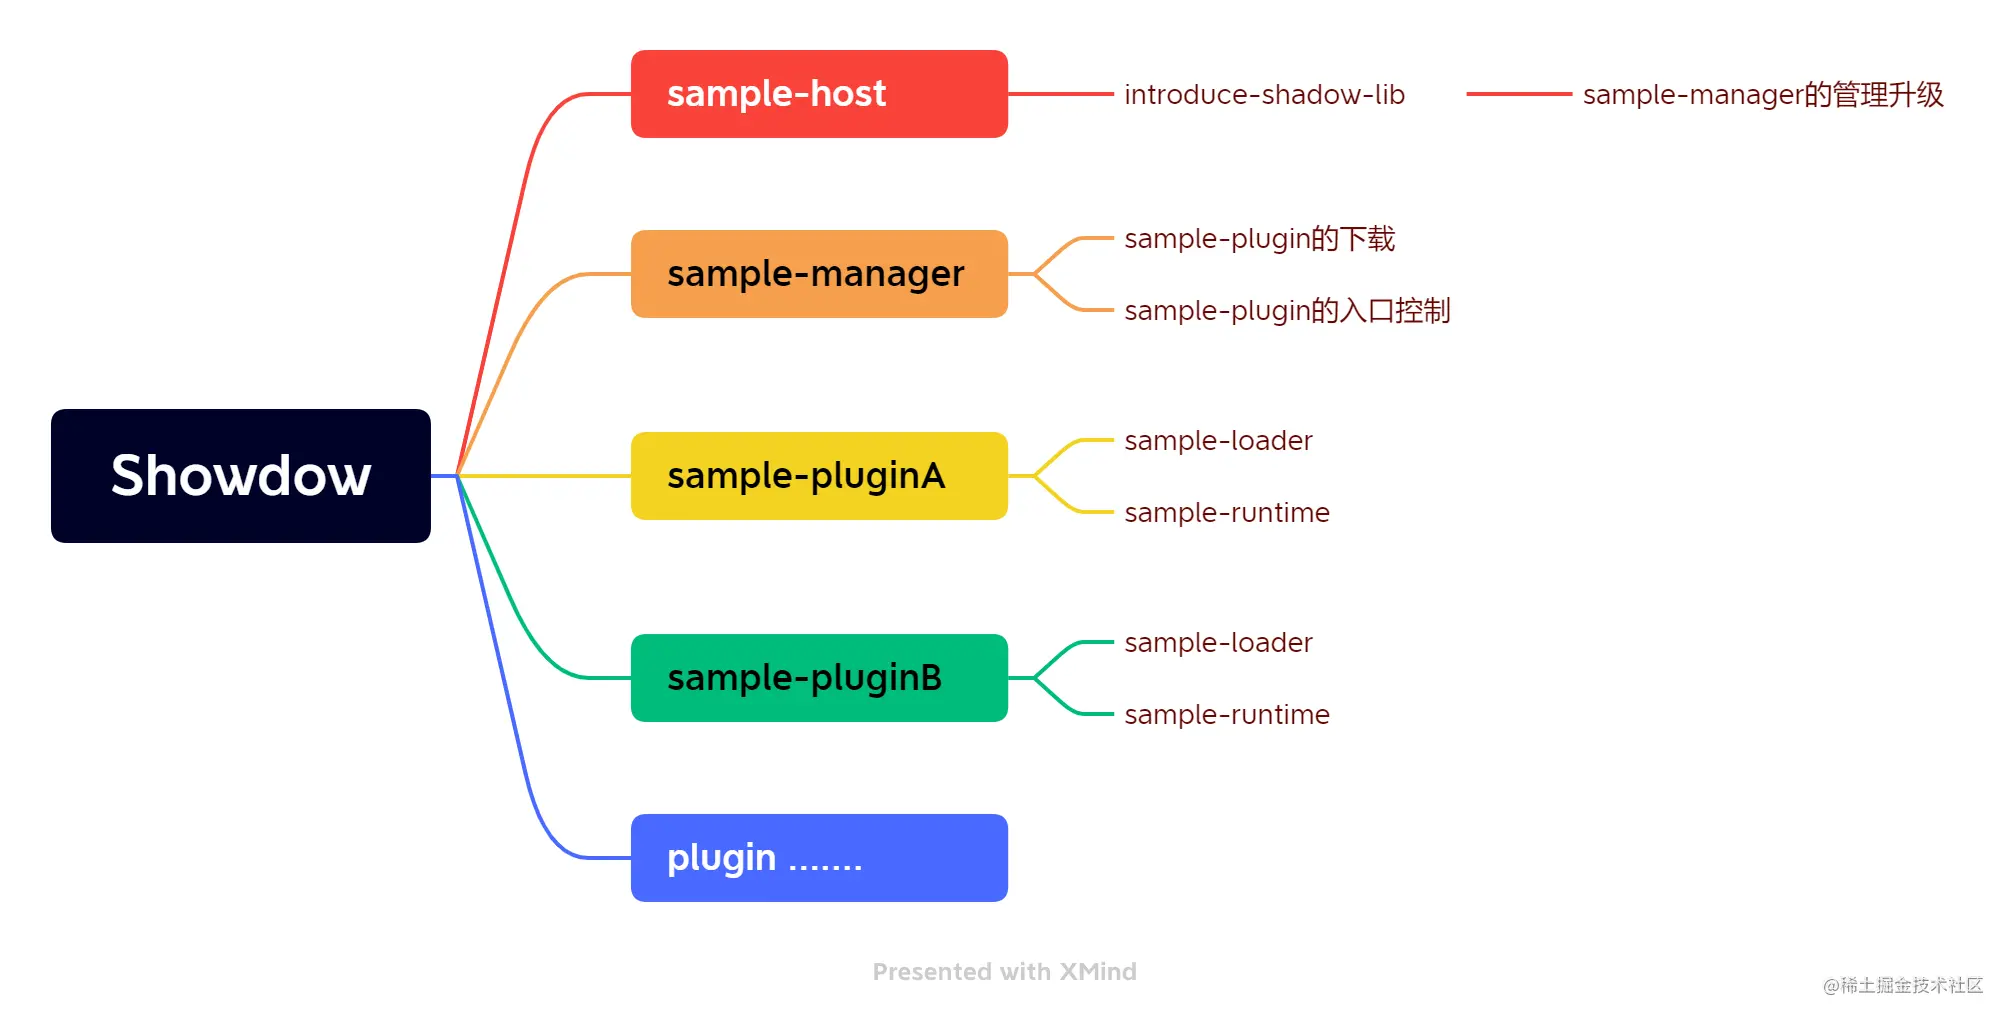 sample-host
introduce-shadow-lib
sample-manager的管理升级
sample-manager
sample-plugin的下载
sample-plugin的入口控制
Showdow
sample-pluginA
sample-loader
sample-runtime
sample-pluginB
sample-loader
sample-runtime
plugin .......
Presented with XMind
@稀土掘金技术社区